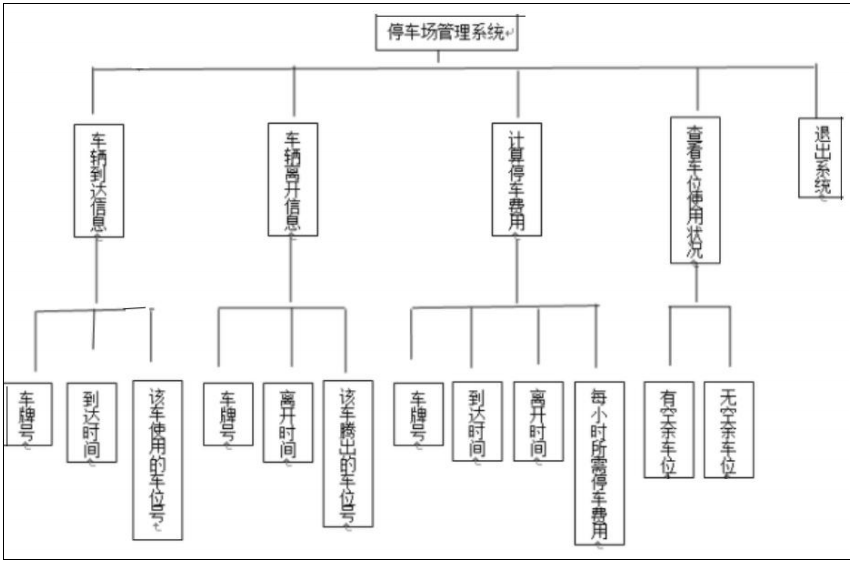 停车场管理系统
车辆到达信息
车辆离开信息
计算停车费用
查看车位使用状况
退出系统
车牌号
到达时间
该车使用的车位号
车牌号
离开时间
该车腾出的车位号
车牌号
到达时间
离开时间
每小时所需停车费用
有空余车位
无空余车位